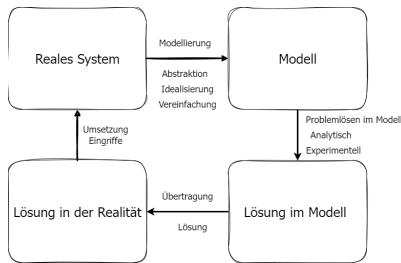 Reales System
Modellierung
Abstraktion
Idealisierung
Vereinfachung
Modell
Problemlösen im Modell
Analytisch
Experimentell
Umsetzung
Eingriffe
Lösung in der Realität
Übertragung
Lösung
Lösung im Modell